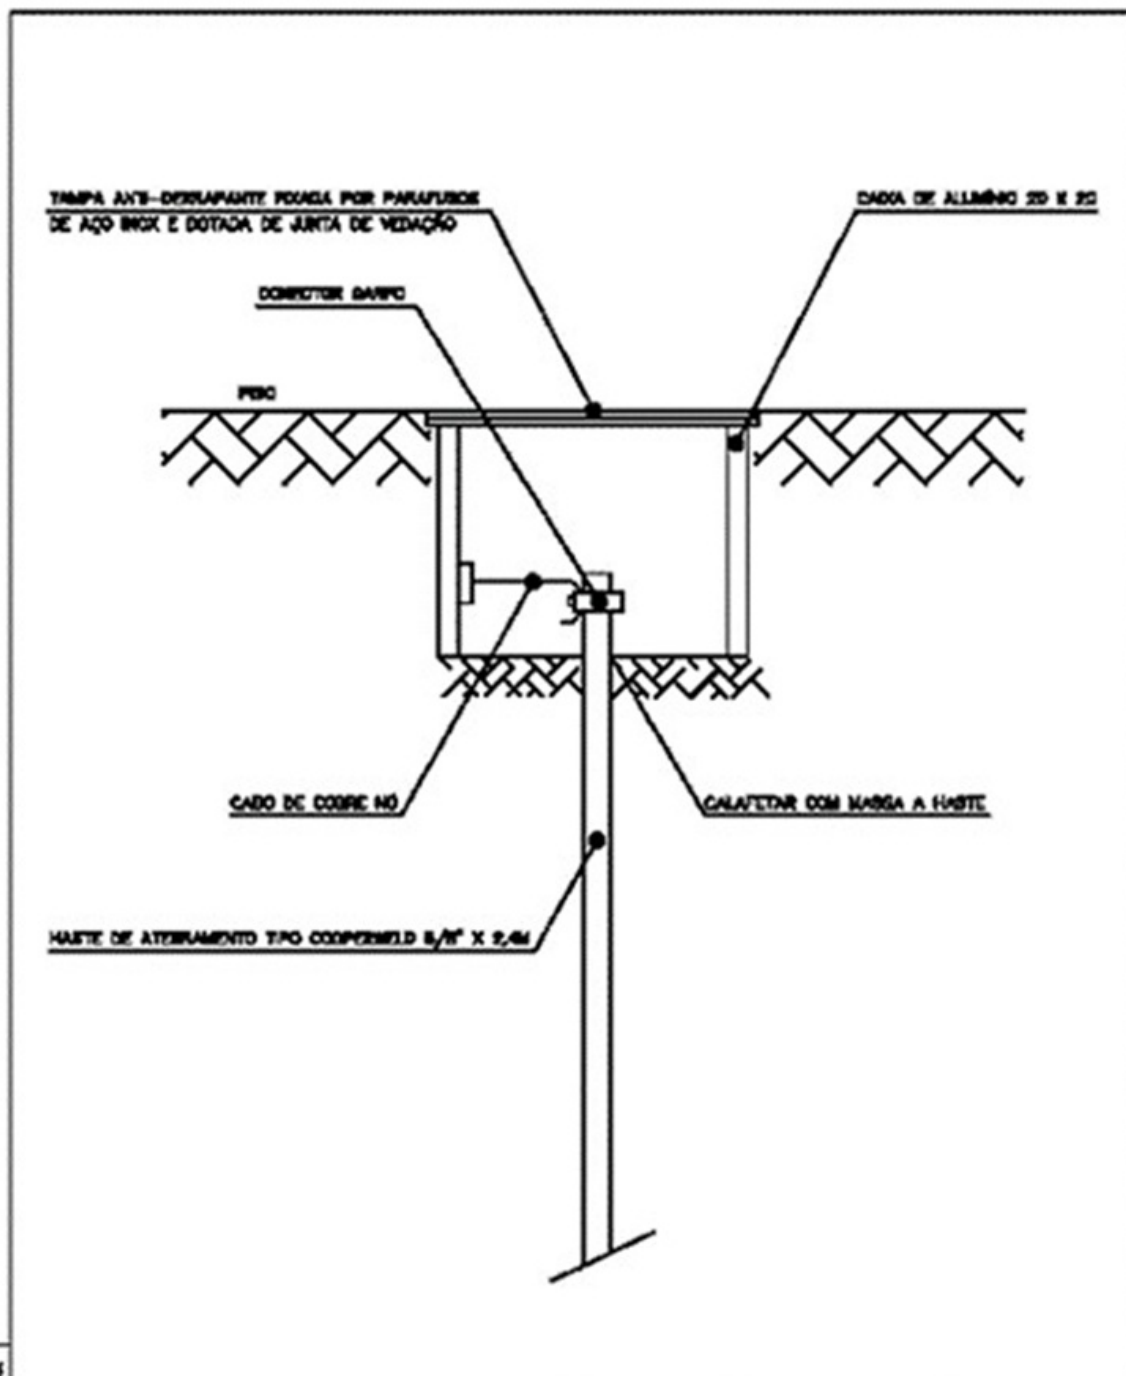 TAMPA ANTI-DERRAPANTE FIXADA POR PARAFUSOS
DE AÇO INOX E DOTADA DE JUNTA DE VEDAÇÃO
CAIXA DE ALUMÍNIO 20 X 20
CONECTOR GARFO
PISO
CABO DE COBRE NÚ
CALAFETAR COM MASSA A HASTE
HASTE DE ATERRAMENTO TIPO COOPERWELD 5/8" X 2,4M